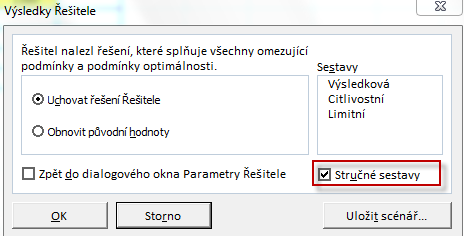 Výsledky Řešitele
Řešitel nalezl řešení, které splňuje všechny omezující
podmínky a podmínky optimálnosti.
Sestavy
Uchovat řešení Řešitele
Obnovit původní hodnoty
Výsledková
Citlivostní
Limitní
Zpět do dialogového okna Parametry Řešitele
Stručné sestavy
OK
Storno
Uložit scénář...